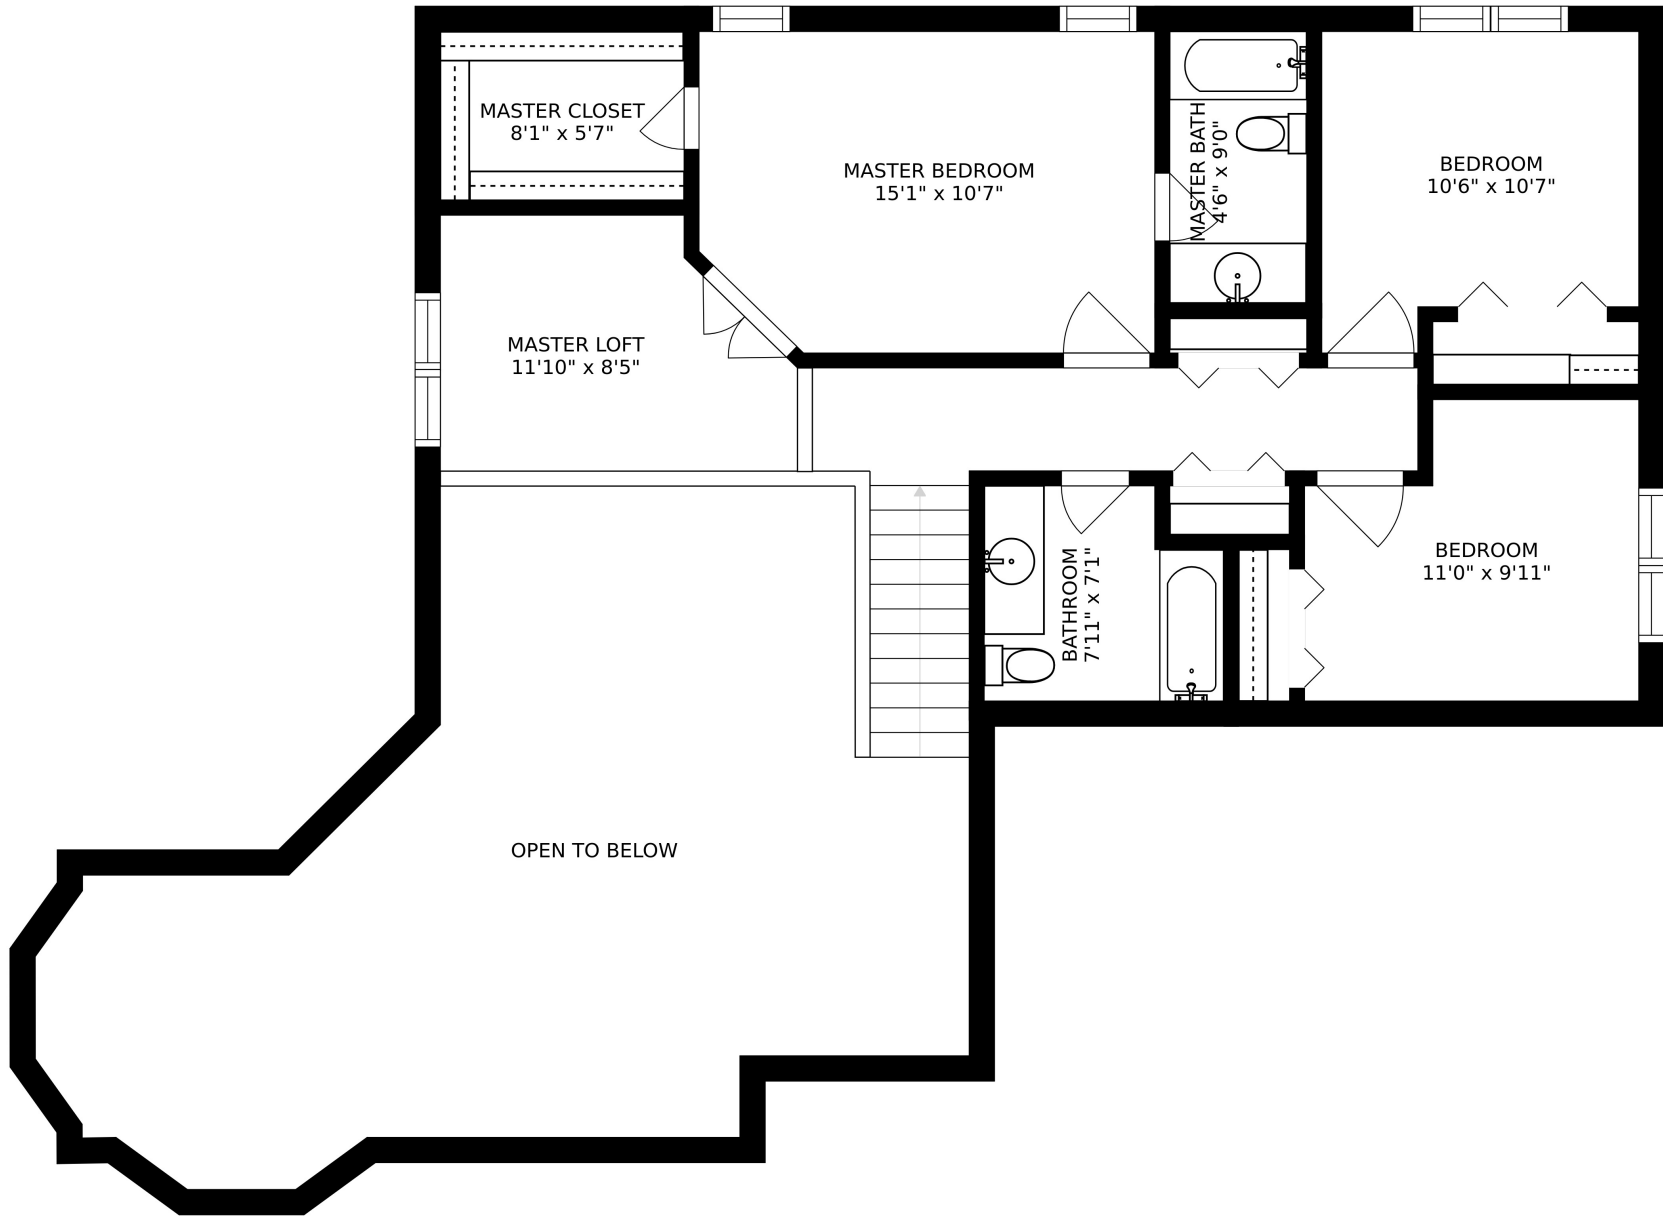 MASTER CLOSET
8'1" x 5'7"
MASTER BEDROOM
15'1" x 10'7"
MASTER BATH
4'6" x 9'0"
BEDROOM
10'6" x 10'7"
MASTER LOFT
11'10" x 8'5"
BATHROOM
7'11" x 7'1"
BEDROOM
11'0" x 9'11"
OPEN TO BELOW